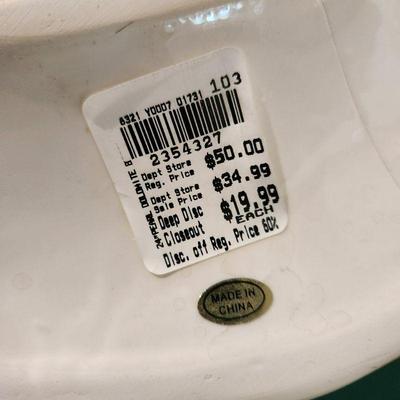 6321 Y0007 01731 103
2354327
Dept Store
Reg. Price $50.00
Dept Store
Sale Price $34.99
Deep Disc
Closeout $19.99
EACH
Disc. off Reg. Price 60%
MADE IN
CHINA